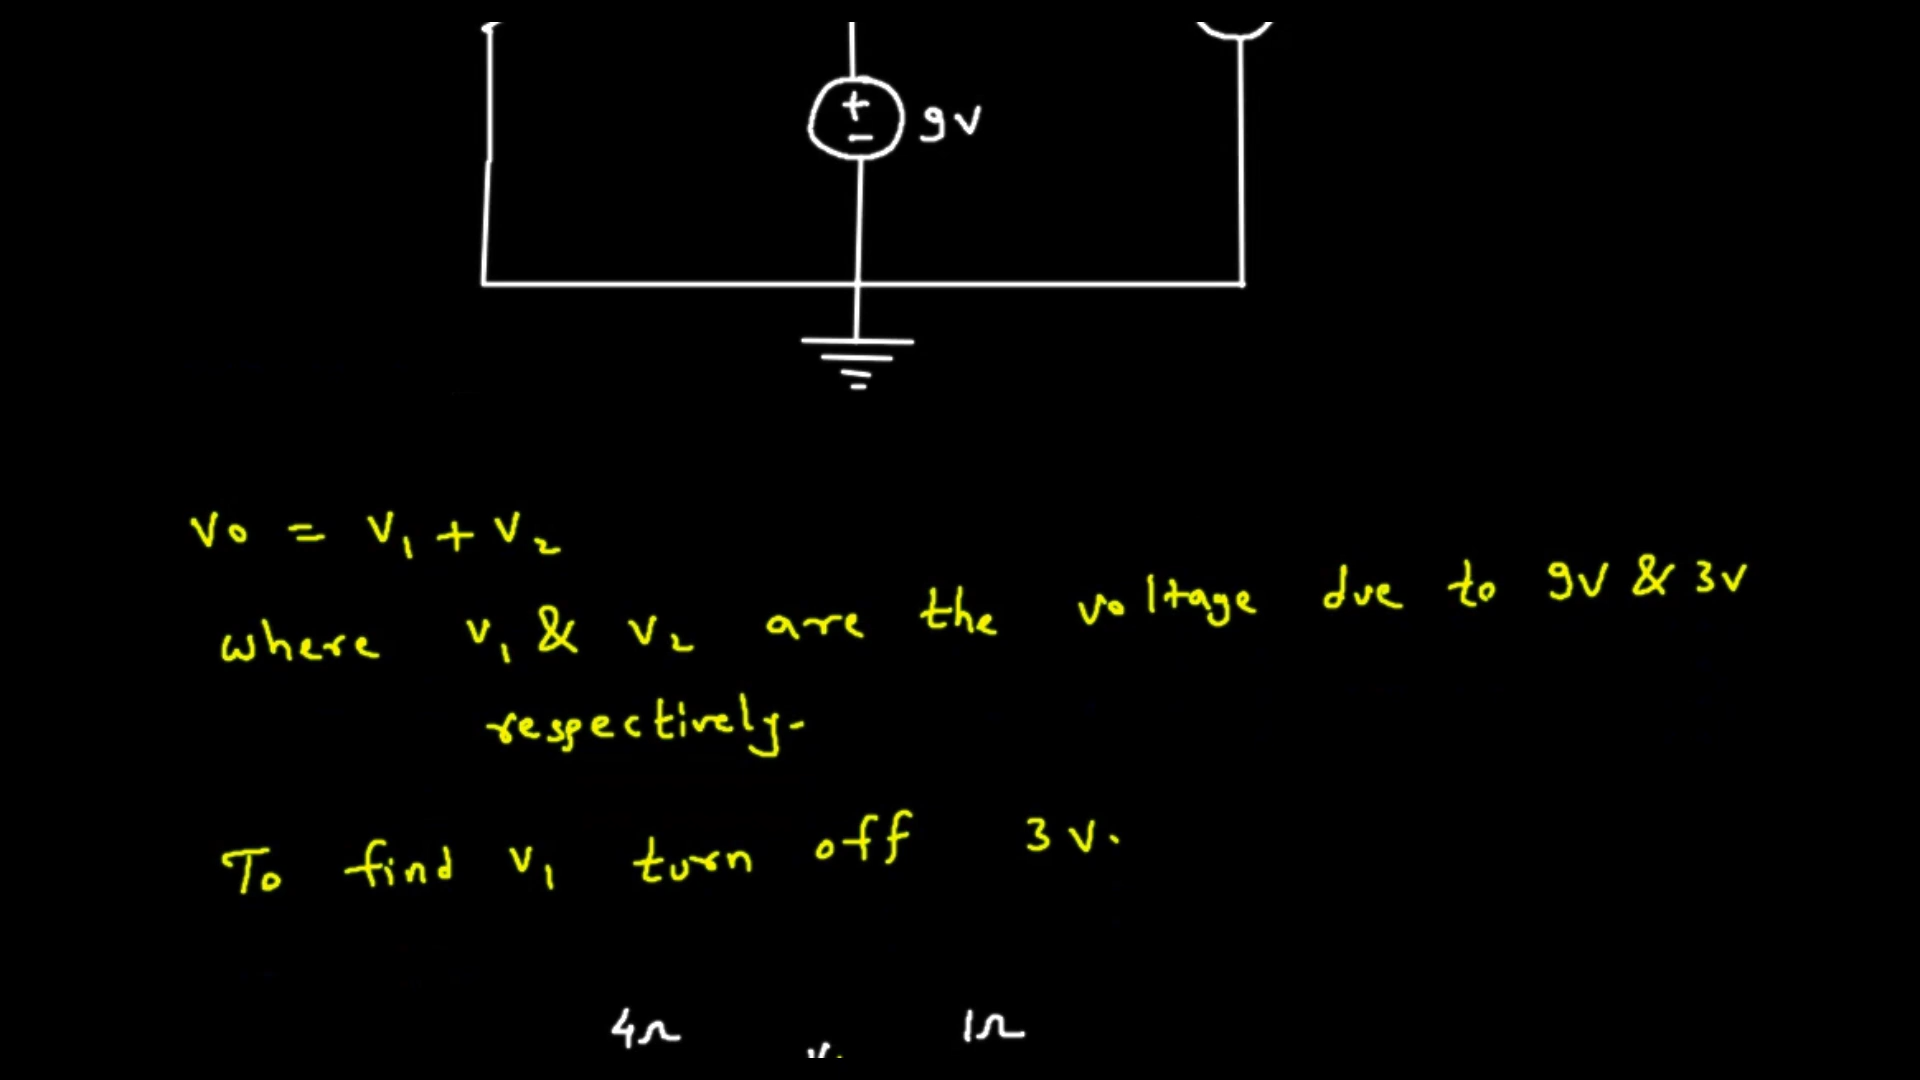 +
- 9V
Vo = V₁ + V₂
where V₁ & V₂ are the voltage due to 9V & 3V
respectively.
To find V₁ turn off 3V.
4Ω 1Ω